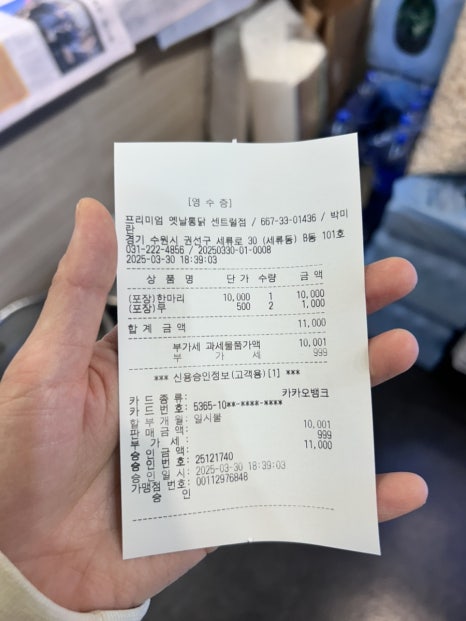 [영 수 증]
프리미엄 옛날통닭 센트럴점 / 667-33-01436 / 박미
란
경기 수원시 권선구 세류로 30 (세류동) B동 101호
031-222-4856 / 20250330-01-0008
2025-03-30 18:39:03
상 품 명 단 가 수량 금 액
(포장)한마리 10,000 1 10,000
(포장)무 500 2 1,000
합 계 금 액 11,000
부가세 과세물품가액 10,001
부 가 세 999
*** 신용승인정보(고객용)[1] ***
카 드 종 류: 카카오뱅크
카 드 번 호: 5365-10**-****-****
할 부 개 월: 일시불
판 매 금 액: 10,001
부 가 세 : 999
승 인 금 액: 11,000
승 인 번 호: 25121740
승 인 일 시: 2025-03-30 18:39:03
가맹점 번호: 00112976848
승 인